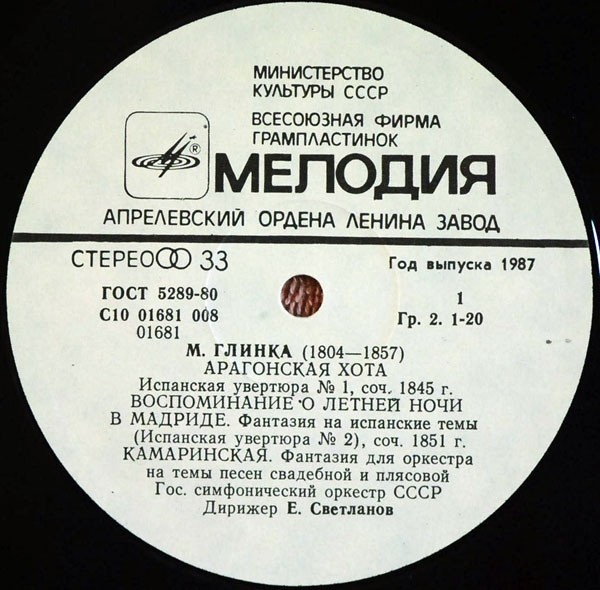 МИНИСТЕРСТВО
КУЛЬТУРЫ СССР
ВСЕСОЮЗНАЯ ФИРМА
ГРАМПЛАСТИНОК
®
МЕЛОДИЯ
АПРЕЛЕВСКИЙ ОРДЕНА ЛЕНИНА ЗАВОД
СТЕРЕО 33
Год выпуска 1987
ГОСТ 5289-80
1
С10 01681 008
Гр. 2. 1-20
01681
М. ГЛИНКА (1804—1857)
АРАГОНСКАЯ ХОТА
Испанская увертюра № 1, соч. 1845 г.
ВОСПОМИНАНИЕ О ЛЕТНЕЙ НОЧИ
В МАДРИДЕ. Фантазия на испанские темы
(Испанская увертюра № 2), соч. 1851 г.
КАМАРИНСКАЯ. Фантазия для оркестра
на темы песен свадебной и плясовой
Гос. симфонический оркестр СССР
Дирижер Е. Светланов